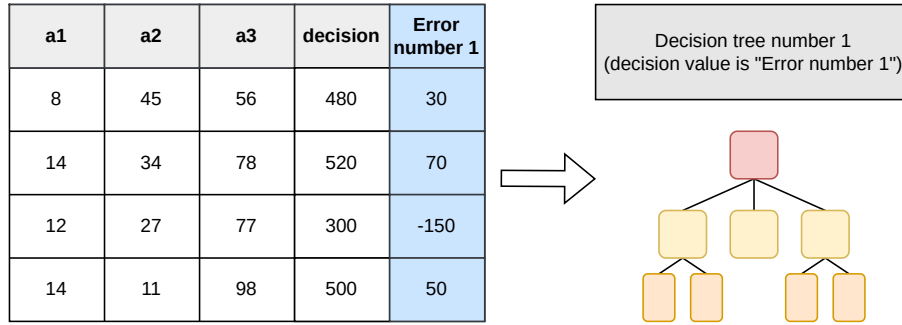 a1 a2 a3 decision Error number 1
8 45 56 480 30
14 34 78 520 70
12 27 77 300 -150
14 11 98 500 50
Decision tree number 1
(decision value is "Error number 1")